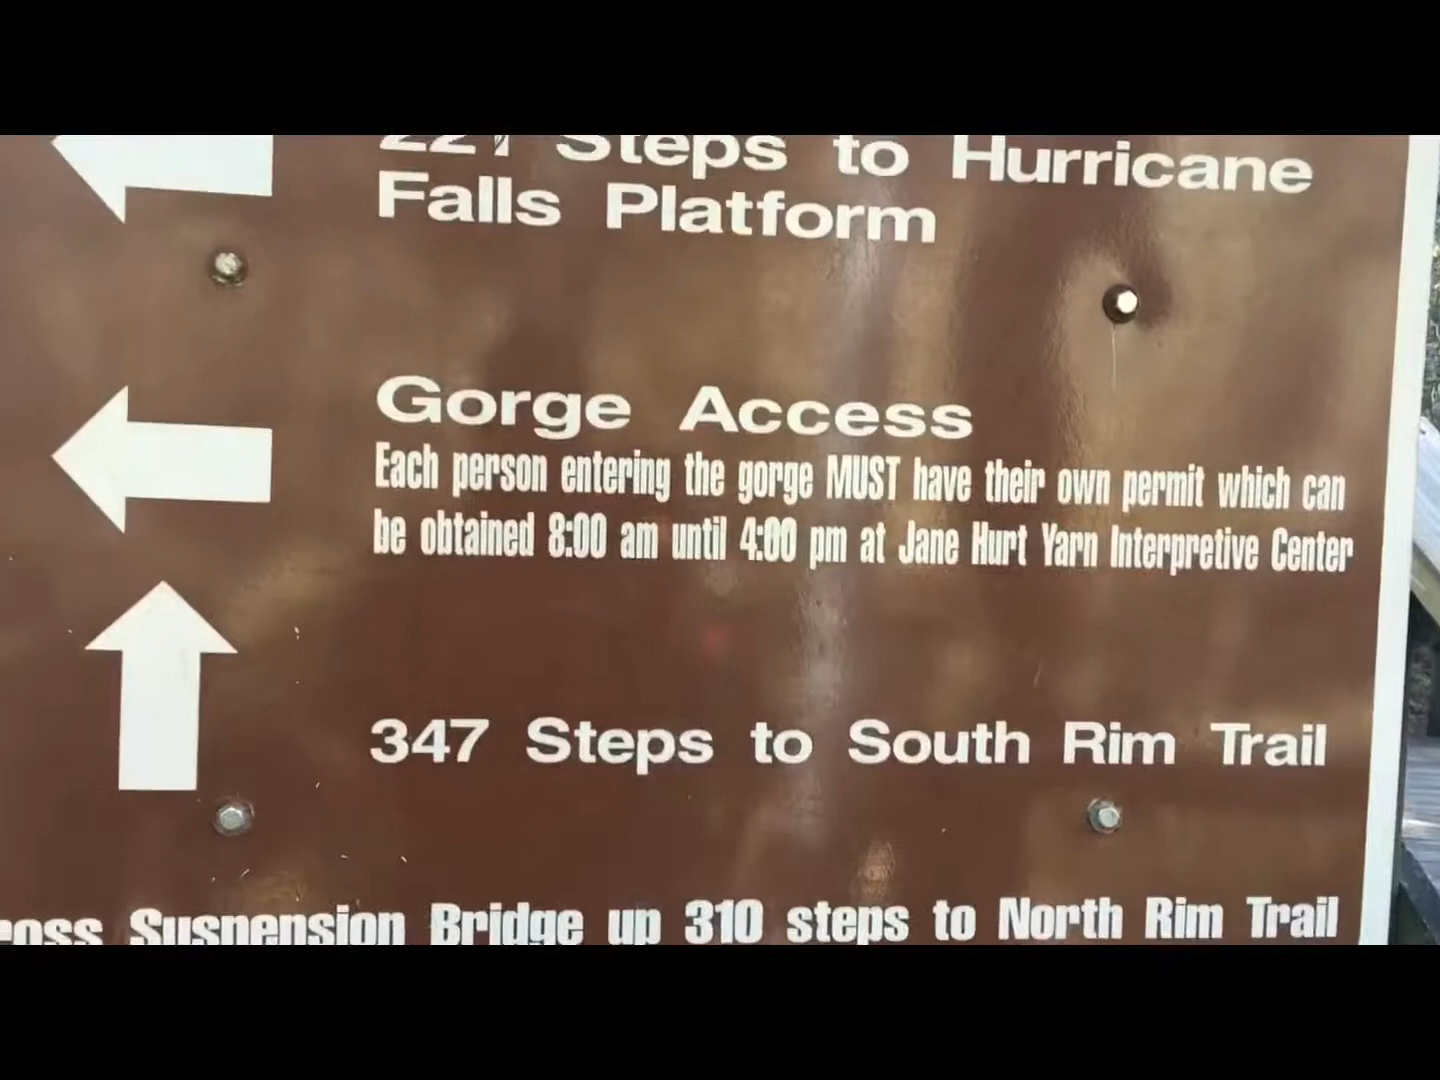 Steps to Hurricane
Falls Platform
Gorge Access
Each person entering the gorge MUST have their own permit which can
be obtained 8:00 am until 4:00 pm at Jane Hurt Yarn Interpretive Center
347 Steps to South Rim Trail
Suspension Bridge up 310 steps to North Rim Trail